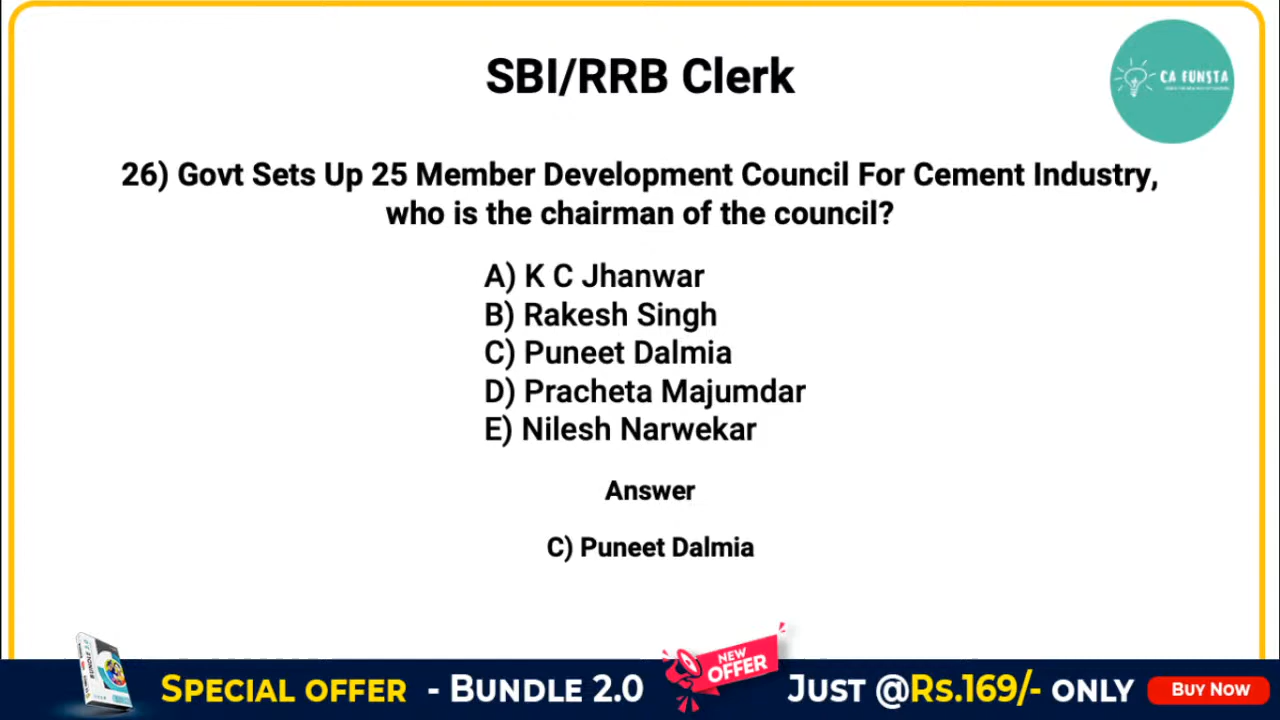 SBI/RRB Clerk
CA FUNSTA
26) Govt Sets Up 25 Member Development Council For Cement Industry,
who is the chairman of the council?
A) K C Jhanwar
B) Rakesh Singh
C) Puneet Dalmia
D) Pracheta Majumdar
E) Nilesh Narwekar
Answer
C) Puneet Dalmia
NEW
OFFER
SPECIAL OFFER - BUNDLE 2.0 JUST @Rs.169/- ONLY Buy Now